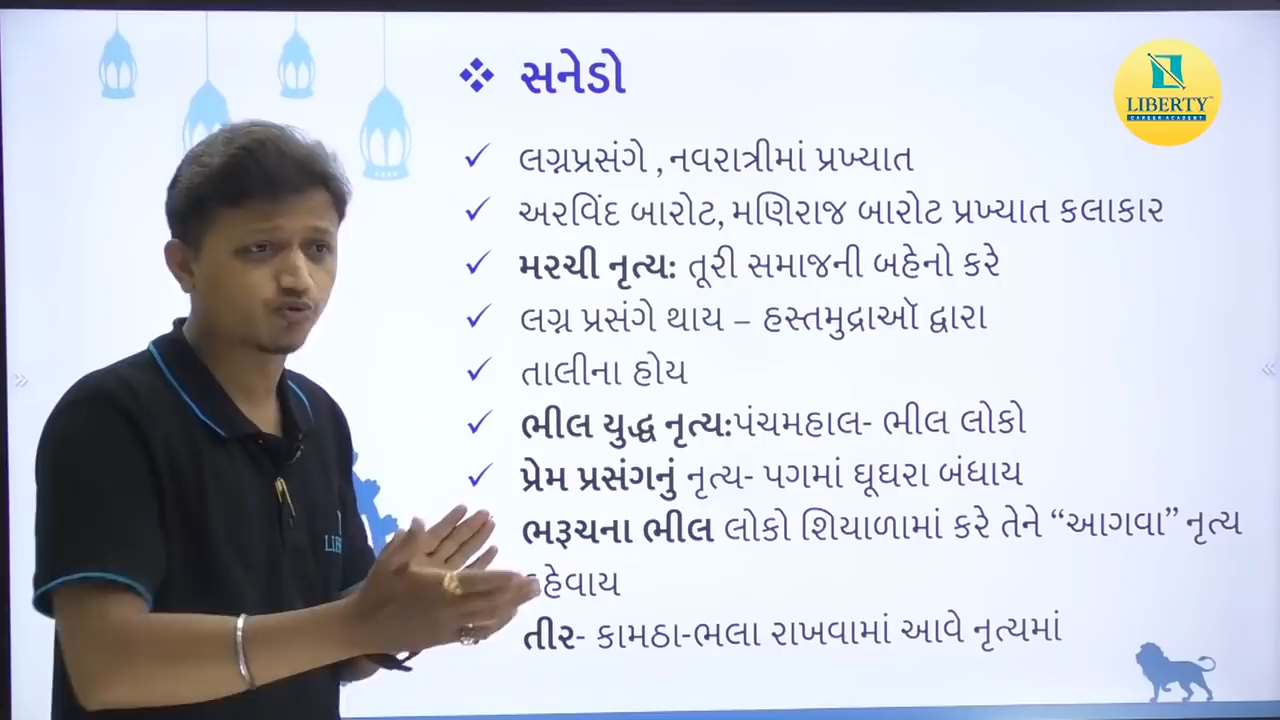 સનેડો
LIBERTY
CAREER ACADEMY
લગ્નપ્રસંગે , નવરાત્રીમાં પ્રખ્યાત
અરવિંદ બારોટ, મણિરાજ બારોટ પ્રખ્યાત કલાકાર
મરચી નૃત્ય: તૂરી સમાજની બહેનો કરે
લગ્ન પ્રસંગે થાય – હસ્તમુદ્રાઑ દ્વારા
તાલીના હોય
ભીલ યુદ્ધ નૃત્ય:પંચમહાલ- ભીલ લોકો
પ્રેમ પ્રસંગનું નૃત્ય- પગમાં ઘૂઘરા બંધાય
ભરૂચના ભીલ લોકો શિયાળામાં કરે તેને “આગવા” નૃત્ય
તીર- કામઠા-ભલા રાખવામાં આવે નૃત્યમાં